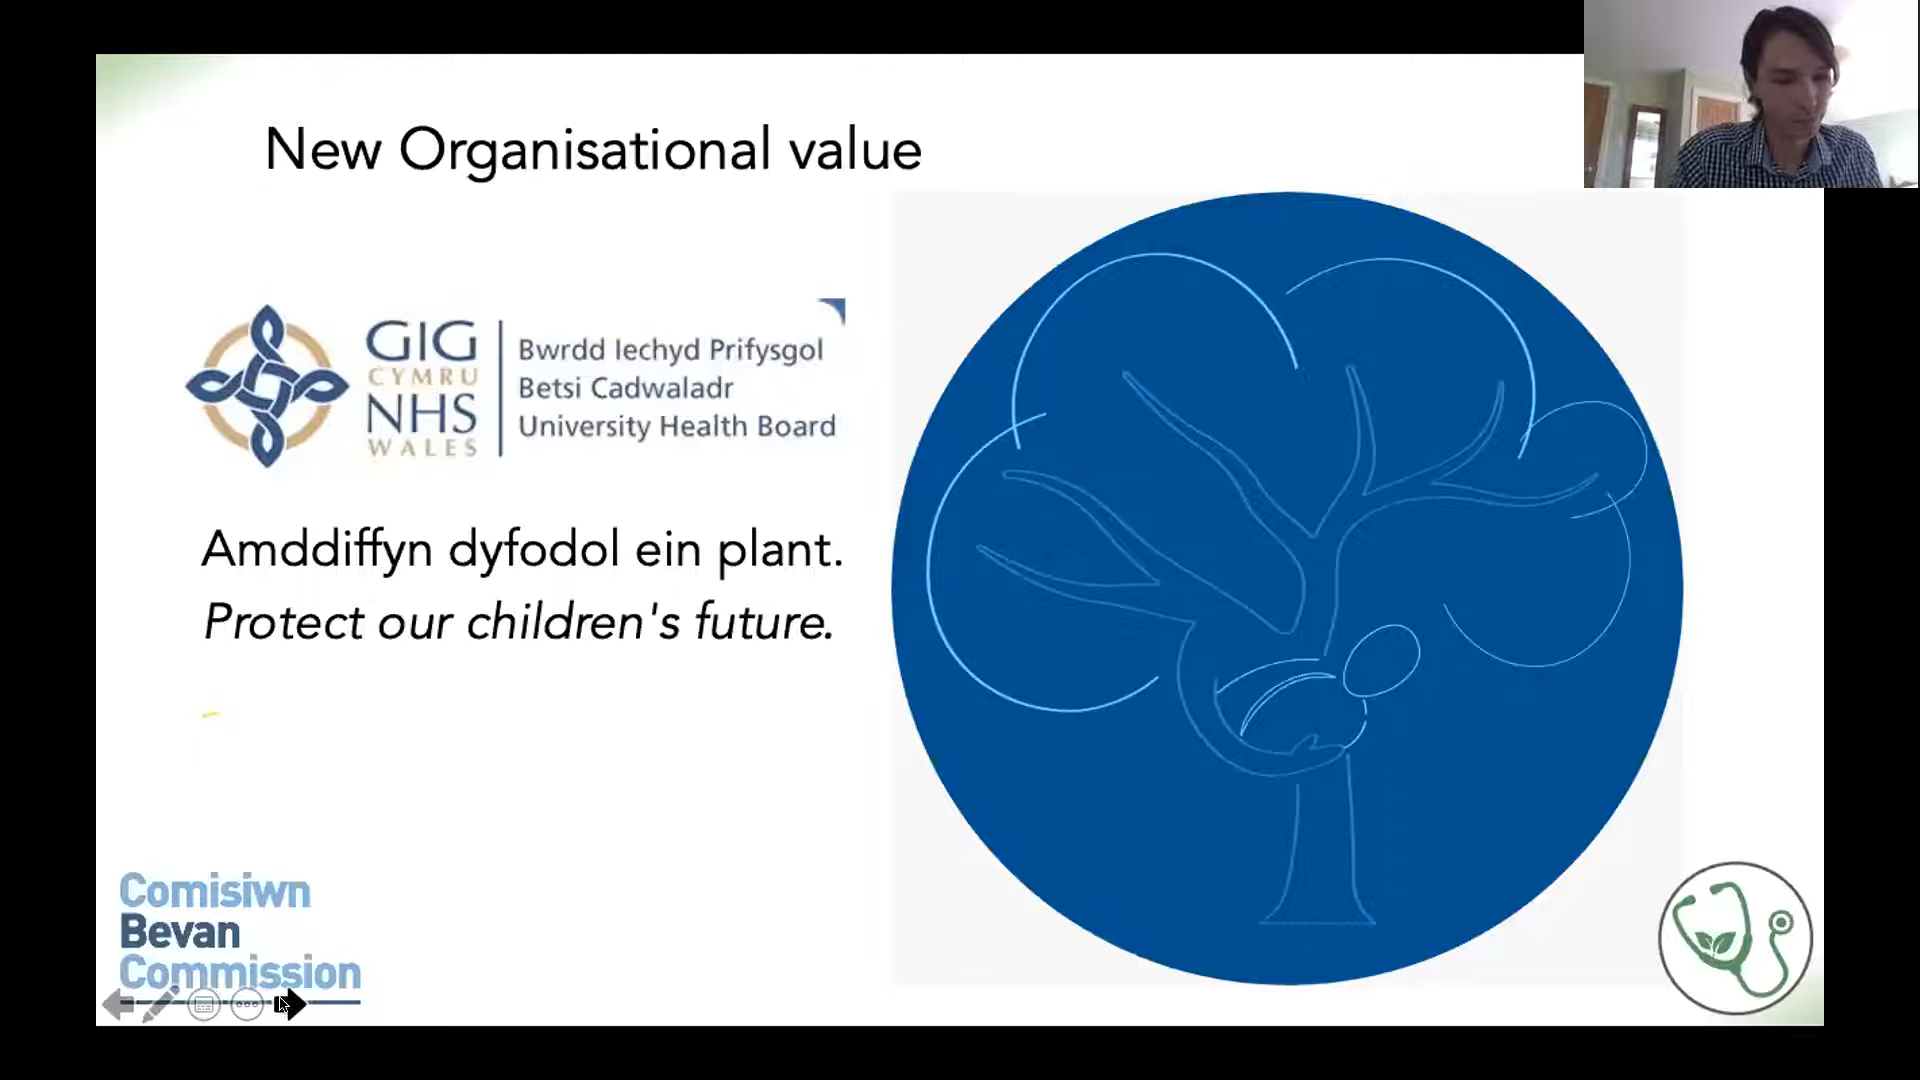 New Organisational value
GIG
CYMRU
NHS
WALES
Bwrdd Iechyd Prifysgol
Betsi Cadwaladr
University Health Board
Amddiffyn dyfodol ein plant.
Protect our children's future.
Comisiwn
Bevan
Commission